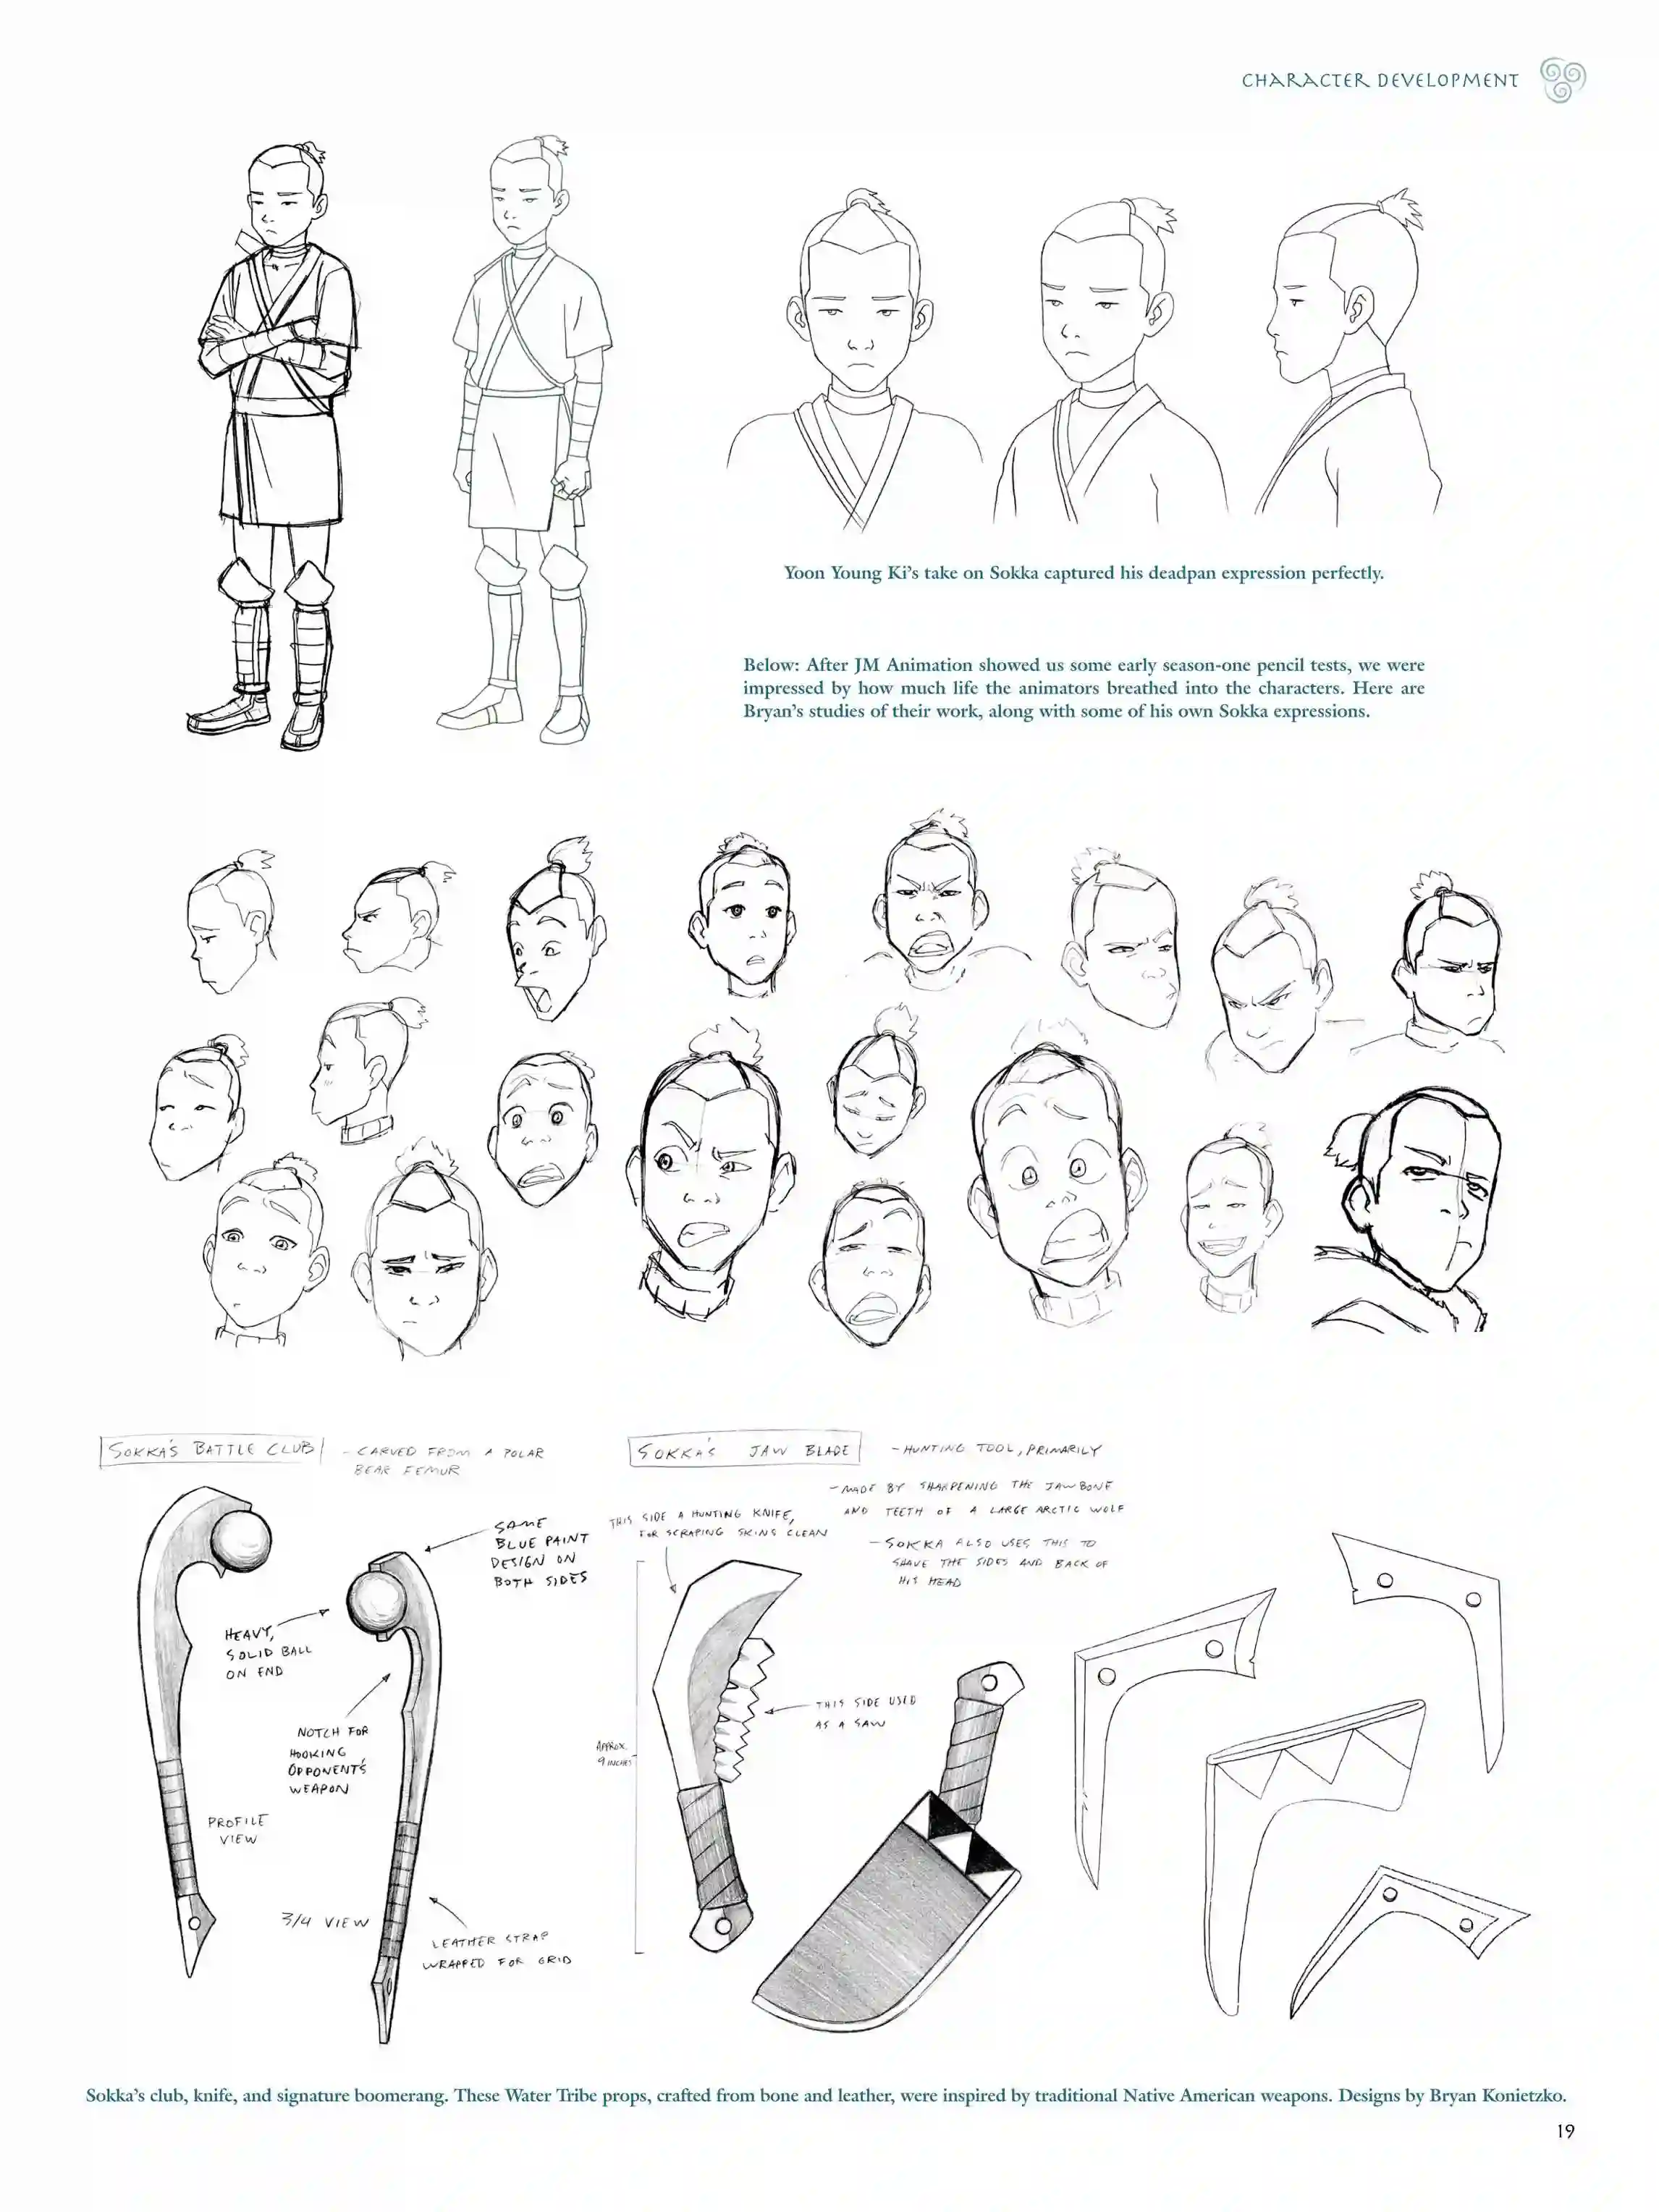 CHARACTER DEVELOPMENT
Yoon Young Ki's take on Sokka captured his deadpan expression perfectly.
Below: After JM Animation showed us some early season-one pencil tests, we were
impressed by how much life the animators breathed into the characters. Here are
Bryan's studies of their work, along with some of his own Sokka expressions.
SOKKA'S BATTLE CLUB
- CARVED FROM A POLAR
BEAR FEMUR
SAME
BLUE PAINT
DESIGN ON
BOTH SIDES
HEAVY,
SOLID BALL
ON END
NOTCH FOR
HOOKING
OPPONENT'S
WEAPON
PROFILE
VIEW
3/4 VIEW
LEATHER STRAP
WRAPPED FOR GRID
SOKKA'S JAW BLADE
- HUNTING TOOL, PRIMARILY
- MADE BY SHARPENING THE JAWBONE
AND TEETH OF A LARGE ARCTIC WOLF
- SOKKA ALSO USES THIS TO
SHAVE THE SIDES AND BACK OF
HIS HEAD
THIS SIDE A HUNTING KNIFE,
FOR SCRAPING SKINS CLEAN
THIS SIDE USED
AS A SAW
APPROX.
9 INCHES
Sokka's club, knife, and signature boomerang. These Water Tribe props, crafted from bone and leather, were inspired by traditional Native American weapons. Designs by Bryan Konietzko.
19